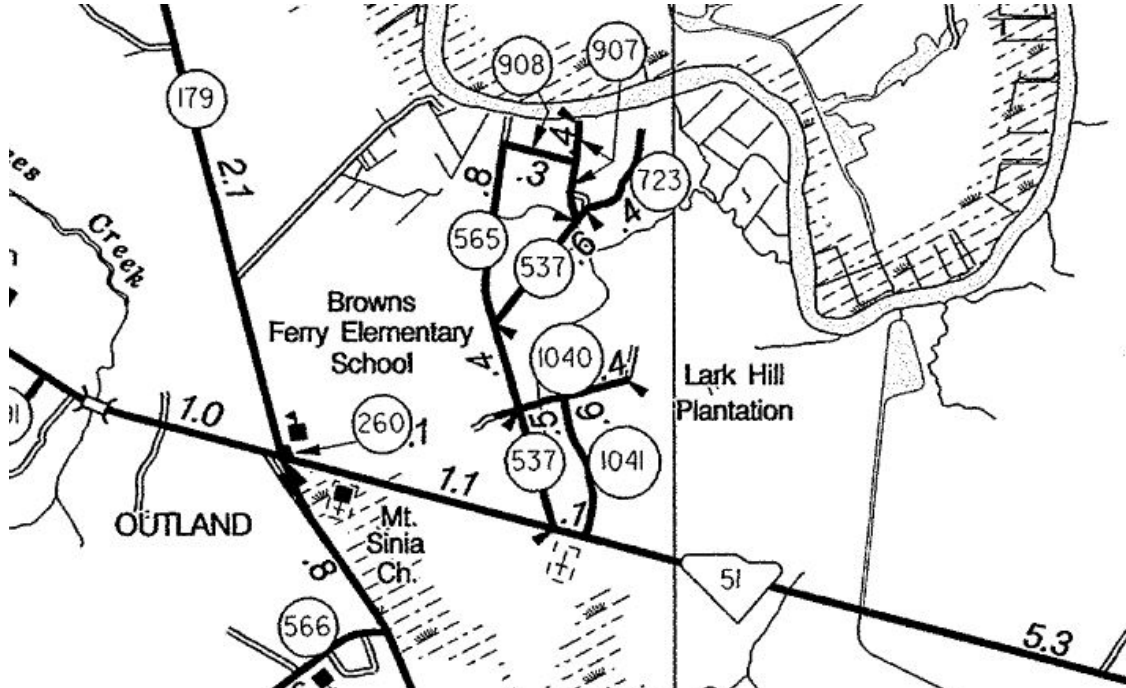 908
907
179
2.1
.4
.3
.8
723
.4
565
537
.6
Creek
Browns
Ferry Elementary
School
1040
.4
.4
Lark Hill
Plantation
1.0
260
.1
.5
.6
537
1041
1.1
.1
OUTLAND
Mt.
Sinia
Ch.
.8
51
566
5.3